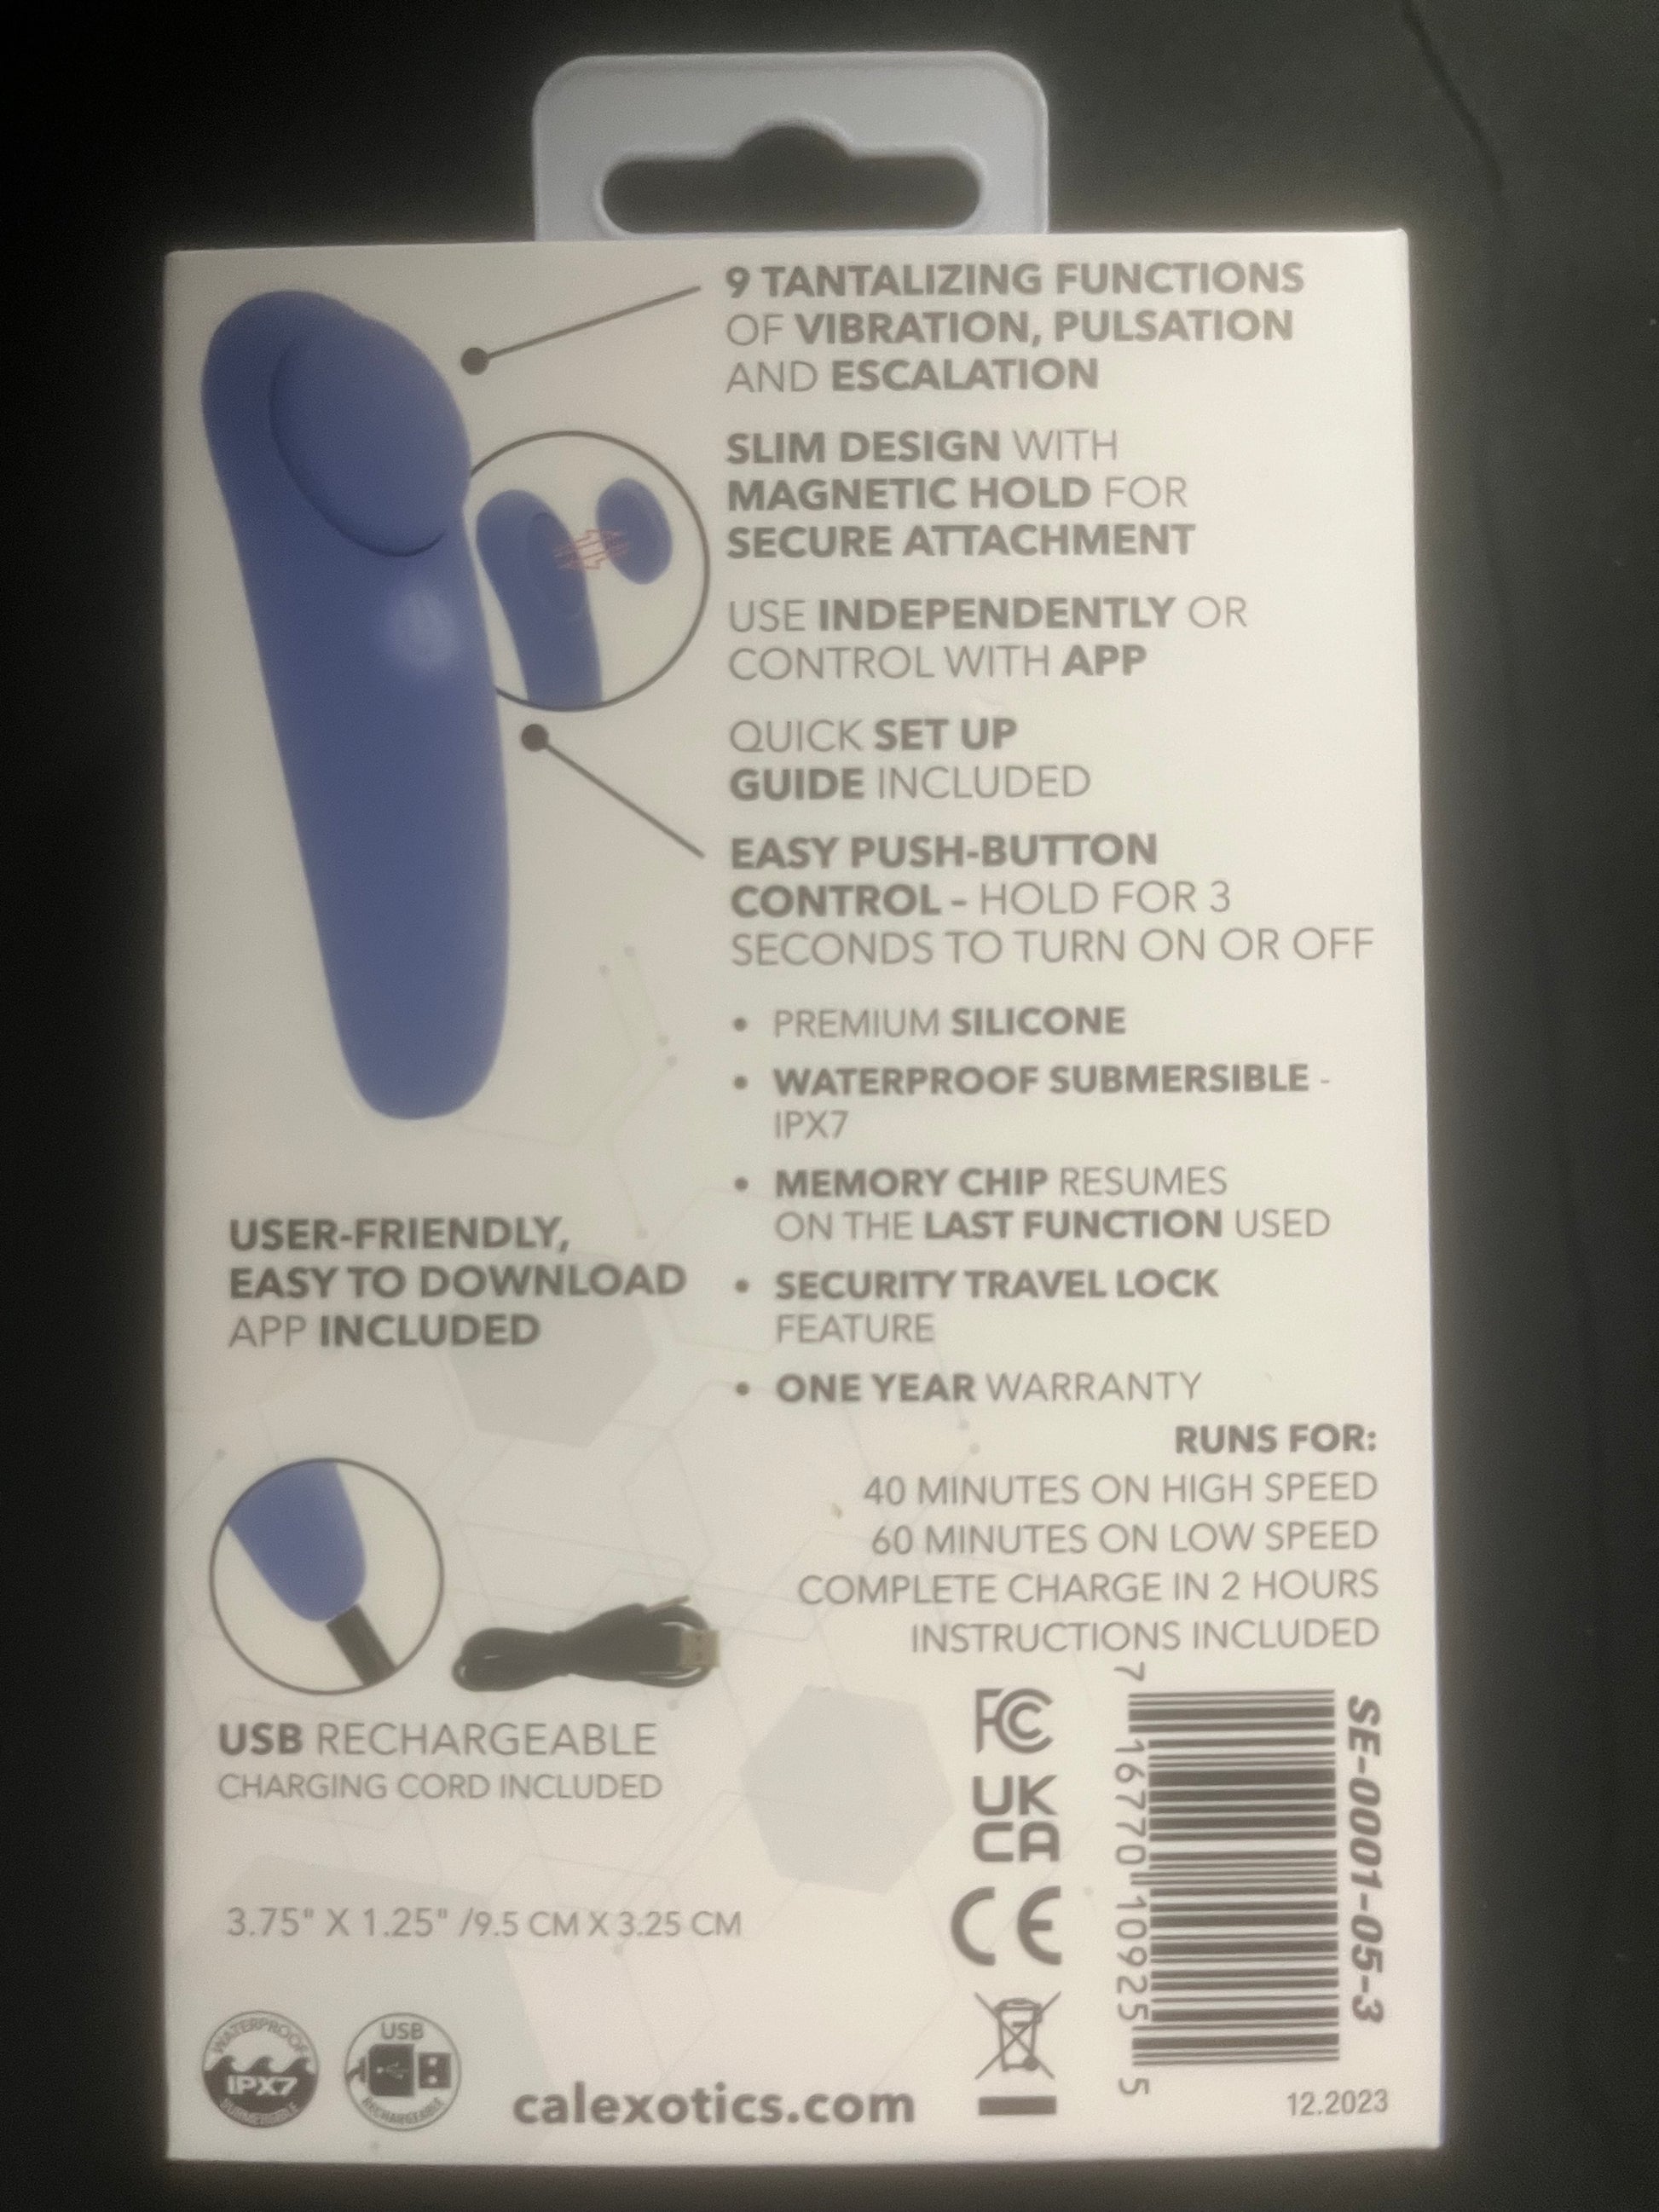 9 TANTALIZING FUNCTIONS
OF VIBRATION, PULSATION
AND ESCALATION
SLIM DESIGN WITH
MAGNETIC HOLD FOR
SECURE ATTACHMENT
USE INDEPENDENTLY OR
CONTROL WITH APP
QUICK SET UP
GUIDE INCLUDED
EASY PUSH-BUTTON
CONTROL - HOLD FOR 3
SECONDS TO TURN ON OR OFF
• PREMIUM SILICONE
• WATERPROOF SUBMERSIBLE -
IPX7
• MEMORY CHIP RESUMES
ON THE LAST FUNCTION USED
• SECURITY TRAVEL LOCK
FEATURE
• ONE YEAR WARRANTY
USER-FRIENDLY,
EASY TO DOWNLOAD
APP INCLUDED
RUNS FOR:
40 MINUTES ON HIGH SPEED
60 MINUTES ON LOW SPEED
COMPLETE CHARGE IN 2 HOURS
INSTRUCTIONS INCLUDED
USB RECHARGEABLE
CHARGING CORD INCLUDED
3.75" X 1.25" /9.5 CM X 3.25 CM
FC
UK
CA
CE
SE-0001-05-3
7 16770 10925 5
WATERPROOF
IPX7
SUBMERSIBLE
USB
RECHARGEABLE
calexotics.com
12.2023